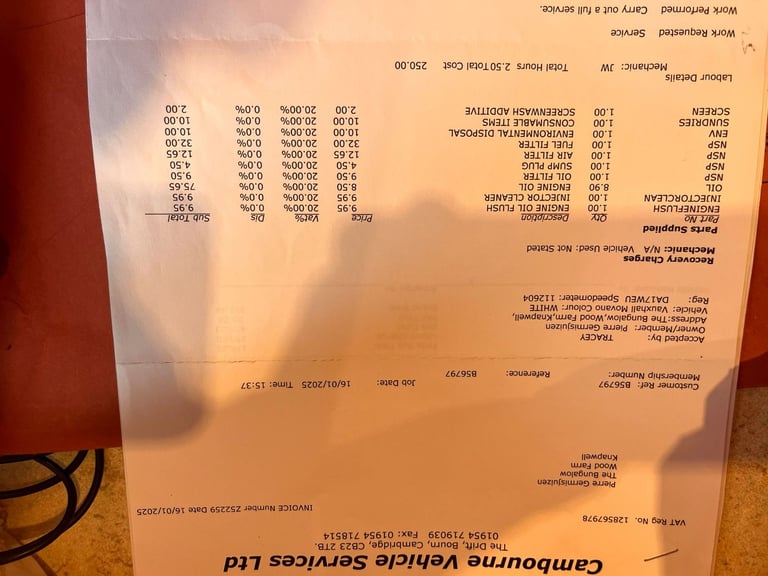 Cambourne Vehicle Services Ltd
The Drift, Bourn, Cambridge, CB23 2TB.
01954 719039 Fax: 01954 718514
VAT Reg No. 128567978 INVOICE Number Z52259 Date 16/01/2025
Pierre Germisjuizen
The Bungalow
Wood Farm
Knapwell
Customer Ref: 856797 Job Date: 16/01/2025 Time: 15:37
Membership Number: Reference: 856797
Accepted by: TRACEY
Owner/Member: Pierre Germisjuizen
Address:The Bungalow,Wood Farm,Knapwell,
Vehicle: Vauxhall Movano Colour: WHITE
Reg: DA17WEU Speedometer: 112604
Recovery Charges
Mechanic: N/A Vehicle Used: Not Stated
Parts Supplied
Part No Qty Description Price Vat% Dis Sub Total
ENGINEFLUSH 1.00 ENGINE OIL FLUSH 9.95 20.00% 0.0% 9.95
INJECTORCLEAN 1.00 INJECTOR CLEANER 9.95 20.00% 0.0% 9.95
OIL 8.90 ENGINE OIL 8.50 20.00% 0.0% 75.65
NSP 1.00 OIL FILTER 9.50 20.00% 0.0% 9.50
NSP 1.00 SUMP PLUG 4.50 20.00% 0.0% 4.50
NSP 1.00 AIR FILTER 12.65 20.00% 0.0% 12.65
NSP 1.00 FUEL FILTER 32.00 20.00% 0.0% 32.00
ENV 1.00 ENVIROMENTAL DISPOSAL 10.00 20.00% 0.0% 10.00
SUNDRIES 1.00 CONSUMABLE ITEMS 10.00 20.00% 0.0% 10.00
SCREEN 1.00 SCREENWASH ADDITIVE 2.00 20.00% 0.0% 2.00
Labour Details
Mechanic: JW Total Hours 2.50 Total Cost 250.00
Work Requested Service
Work Performed Carry out a full service.